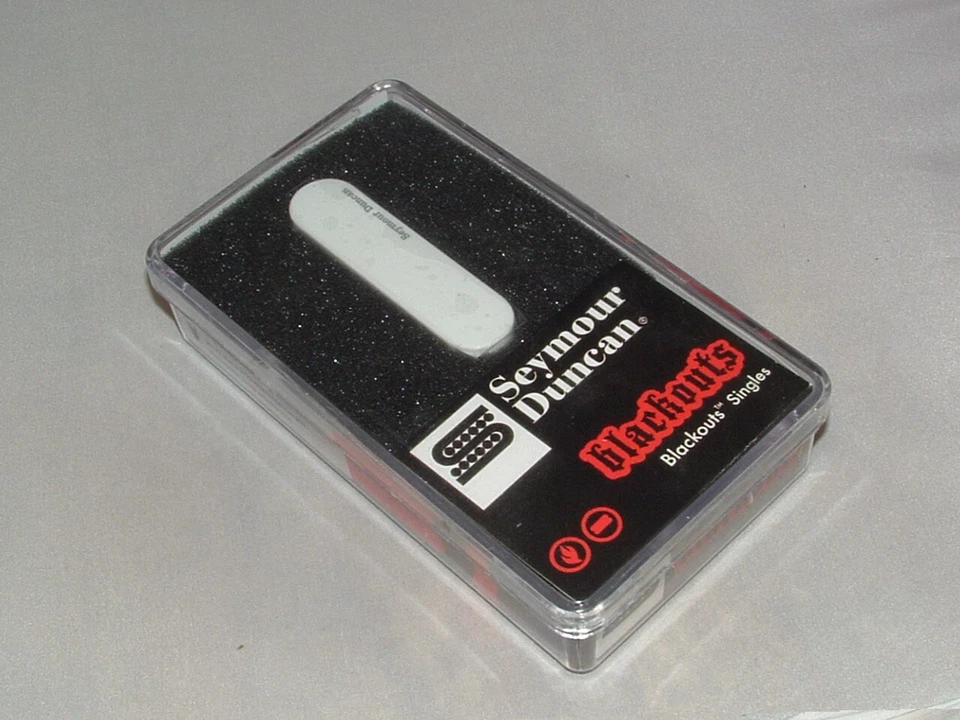 Seymour Duncan
Seymour
Duncan®
Blackouts
Blackouts™ Singles